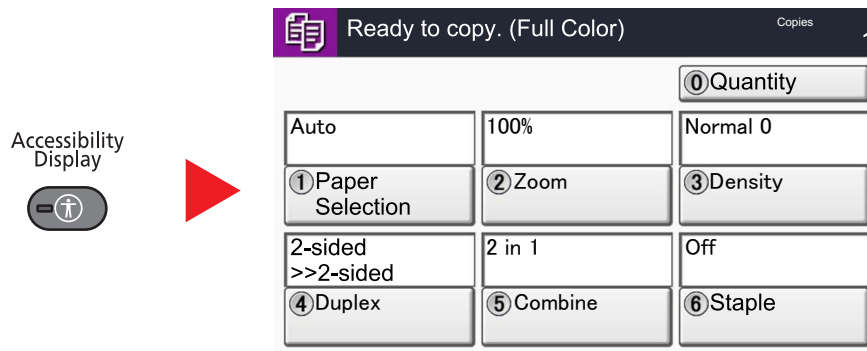 Accessibility
Display
Ready to copy. (Full Color)
Copies
0 Quantity
Auto
100%
Normal 0
1 Paper
Selection
2 Zoom
3 Density
2-sided
>>2-sided
2 in 1
Off
4 Duplex
5 Combine
6 Staple